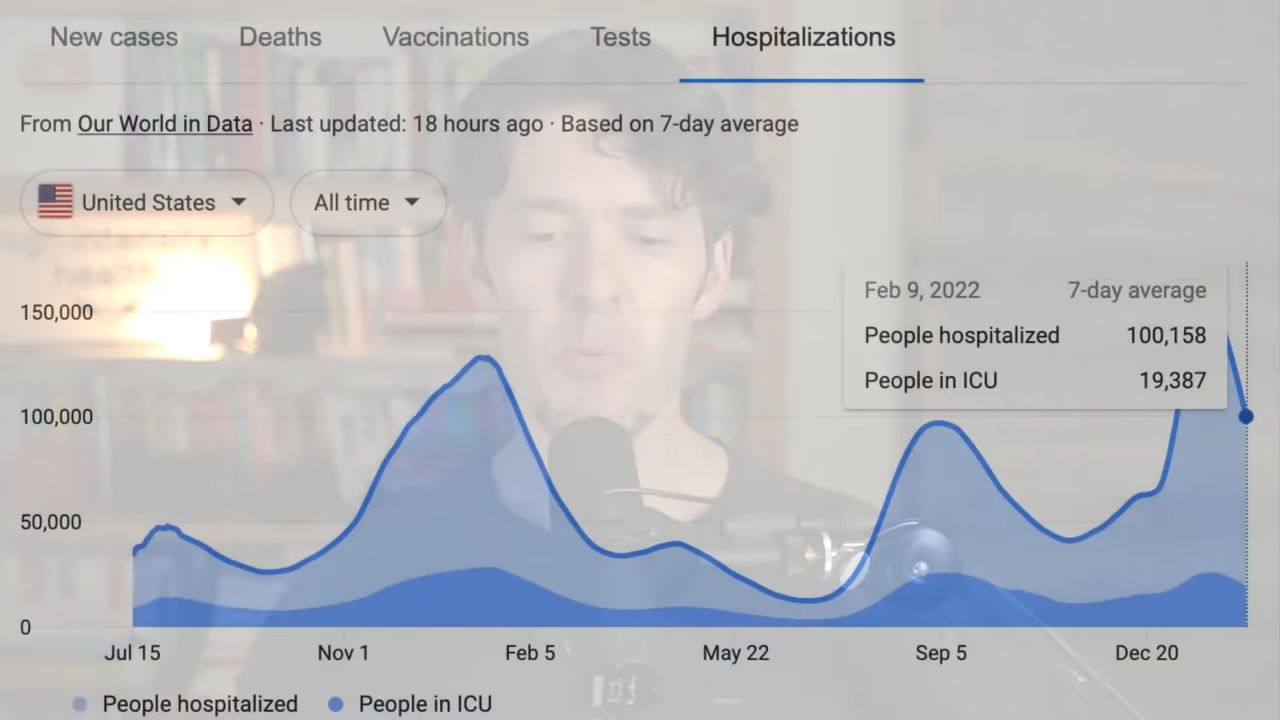 New cases Deaths Vaccinations Tests Hospitalizations
From Our World in Data · Last updated: 18 hours ago · Based on 7-day average
United States All time
Feb 9, 2022 7-day average
People hospitalized 100,158
People in ICU 19,387
150,000
100,000
50,000
0
Jul 15 Nov 1 Feb 5 May 22 Sep 5 Dec 20
People hospitalized People in ICU